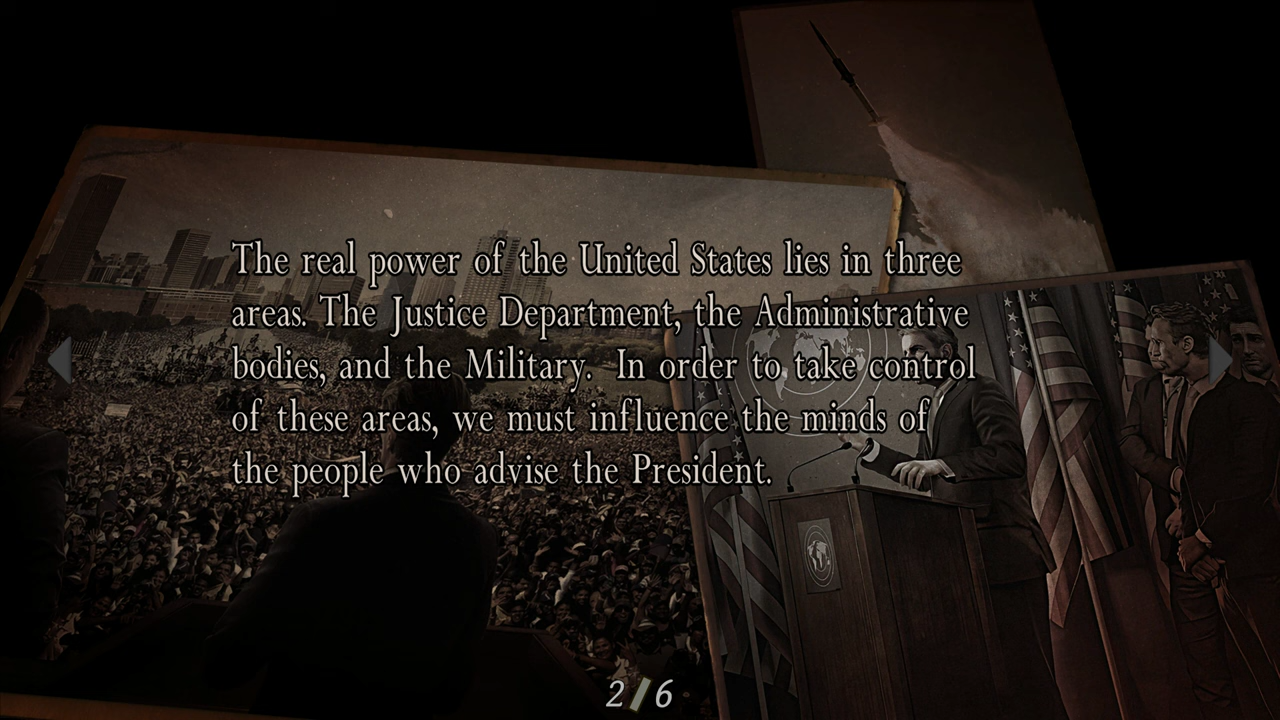 The real power of the United States lies in three
areas. The Justice Department, the Administrative
bodies, and the Military.  In order to take control
of these areas, we must influence the minds of
the people who advise the President.
2/6